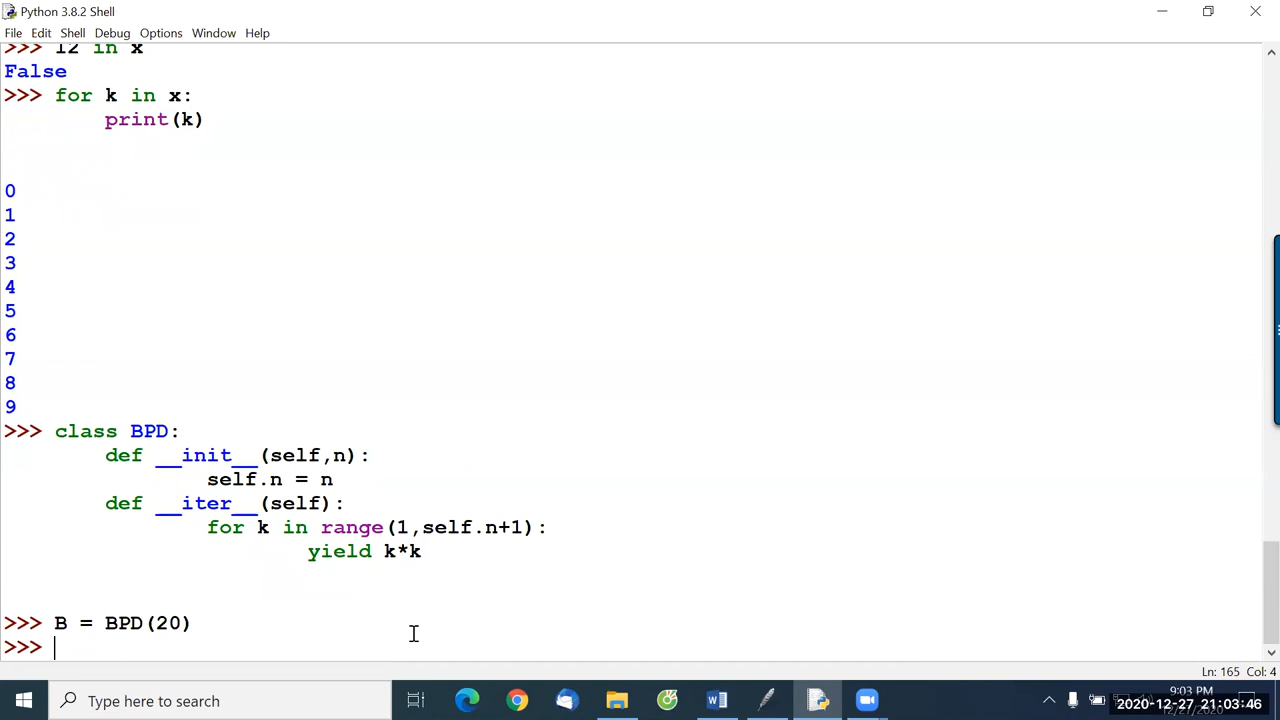 Python 3.8.2 Shell
File Edit Shell Debug Options Window Help
>>> 12 in x
False
>>> for k in x:
print(k)
0
1
2
3
4
5
6
7
8
9
>>> class BPD:
def __init__(self,n):
self.n = n
def __iter__(self):
for k in range(1,self.n+1):
yield k*k
>>> B = BPD(20)
>>>
Ln: 165 Col: 4
Type here to search
9:03 PM
12/27/2020
2020-12-27 21:03:46